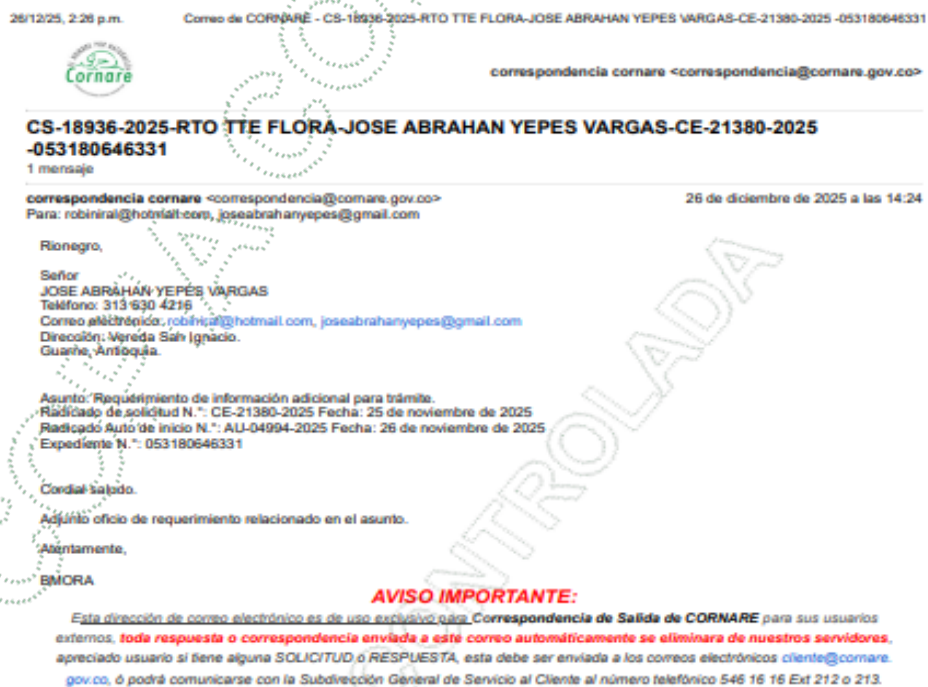 26/12/25, 2:26 p.m.
Correo de CORNARE - CS-18936-2025-RTO TTE FLORA-JOSE ABRAHAN YEPES VARGAS-CE-21380-2025 -053180646331
Cornare
correspondencia cornare <correspondencia@cornare.gov.co>
CS-18936-2025-RTO TTE FLORA-JOSE ABRAHAN YEPES VARGAS-CE-21380-2025
-053180646331
1 mensaje
correspondencia cornare <correspondencia@cornare.gov.co>
26 de diciembre de 2025 a las 14:24
Para: robiniral@hotmail.com, joseabrahanyepes@gmail.com
Rionegro,
Señor
JOSE ABRAHAN YEPES VARGAS
Teléfono: 313 630 4216
Correo electrónico: robiniral@hotmail.com, joseabrahanyepes@gmail.com
Dirección: Vereda San Ignacio.
Guarne, Antioquia.
Asunto: Requerimiento de información adicional para trámite.
Radicado de solicitud N.°: CE-21380-2025 Fecha: 25 de noviembre de 2025
Radicado Auto de inicio N.°: AU-04994-2025 Fecha: 26 de noviembre de 2025
Expediente N.°: 053180646331
Cordial saludo.
Adjunto oficio de requerimiento relacionado en el asunto.
Atentamente,
BMORA
AVISO IMPORTANTE:
Esta dirección de correo electrónico es de uso exclusivo para Correspondencia de Salida de CORNARE para sus usuarios
externos, toda respuesta o correspondencia enviada a este correo automáticamente se eliminara de nuestros servidores,
apreciado usuario si tiene alguna SOLICITUD o RESPUESTA, esta debe ser enviada a los correos electrónicos cliente@cornare.
gov.co, ó podrá comunicarse con la Subdirección General de Servicio al Cliente al número telefónico 546 16 16 Ext 212 o 213.
CONTROLADA